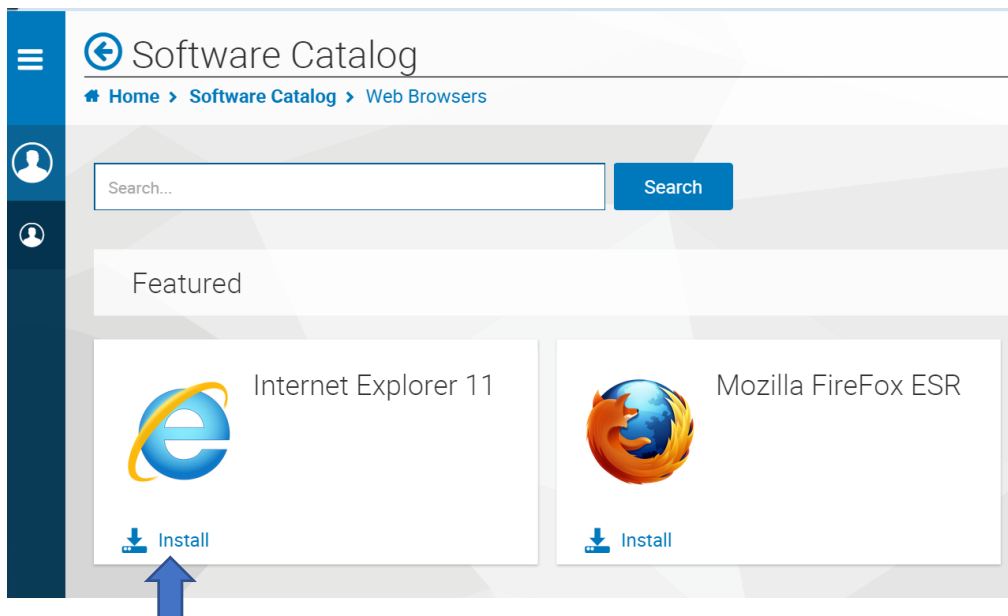 Software Catalog
Home > Software Catalog > Web Browsers
Search...
Search
Featured
Internet Explorer 11
Mozilla FireFox ESR
Install
Install